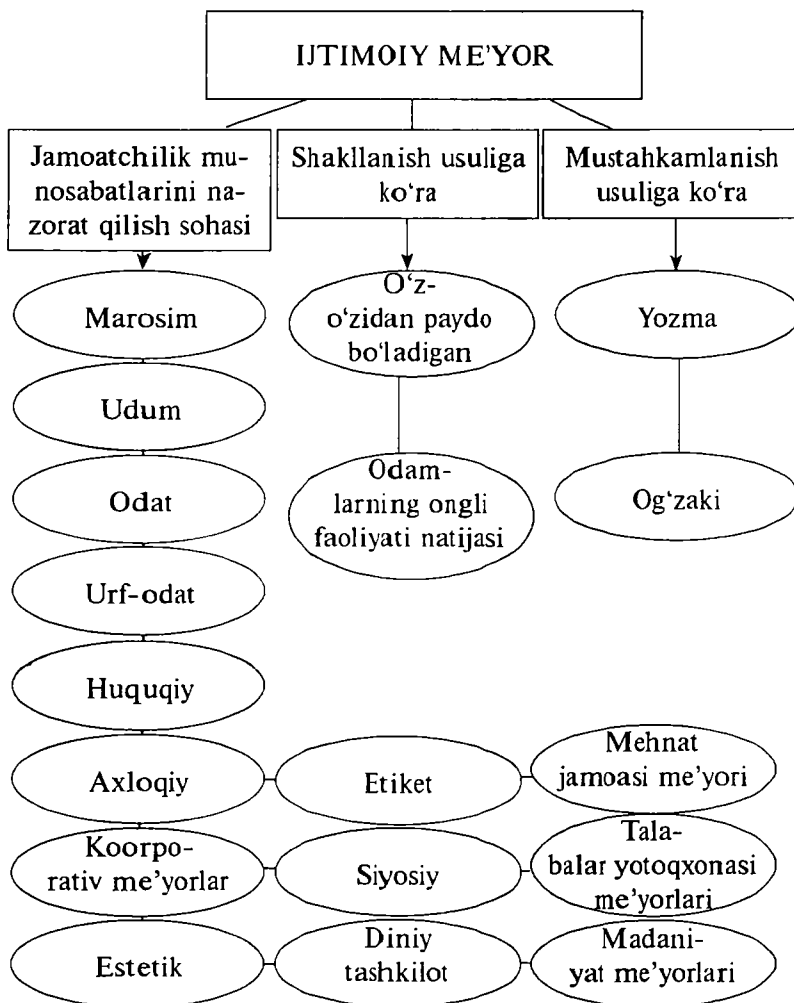 IJTIMOIY ME'YOR
Jamoatchilik mu-
nosabatlarini na-
zorat qilish sohasi
Shakllanish usuliga
ko‘ra
Mustahkamlanish
usuliga ko‘ra
Marosim
O‘z-
o‘zidan paydo
bo‘ladigan
Yozma
Udum
Odat
Odam-
larning ongli
faoliyati natijasi
Og‘zaki
Urf-odat
Huquqiy
Axloqiy
Etiket
Mehnat
jamoasi me'yori
Koorpo-
rativ me'yorlar
Siyosiy
Tala-
balar yotoqxonasi
me'yorlari
Estetik
Diniy
tashkilot
Madani-
yat me'yorlari